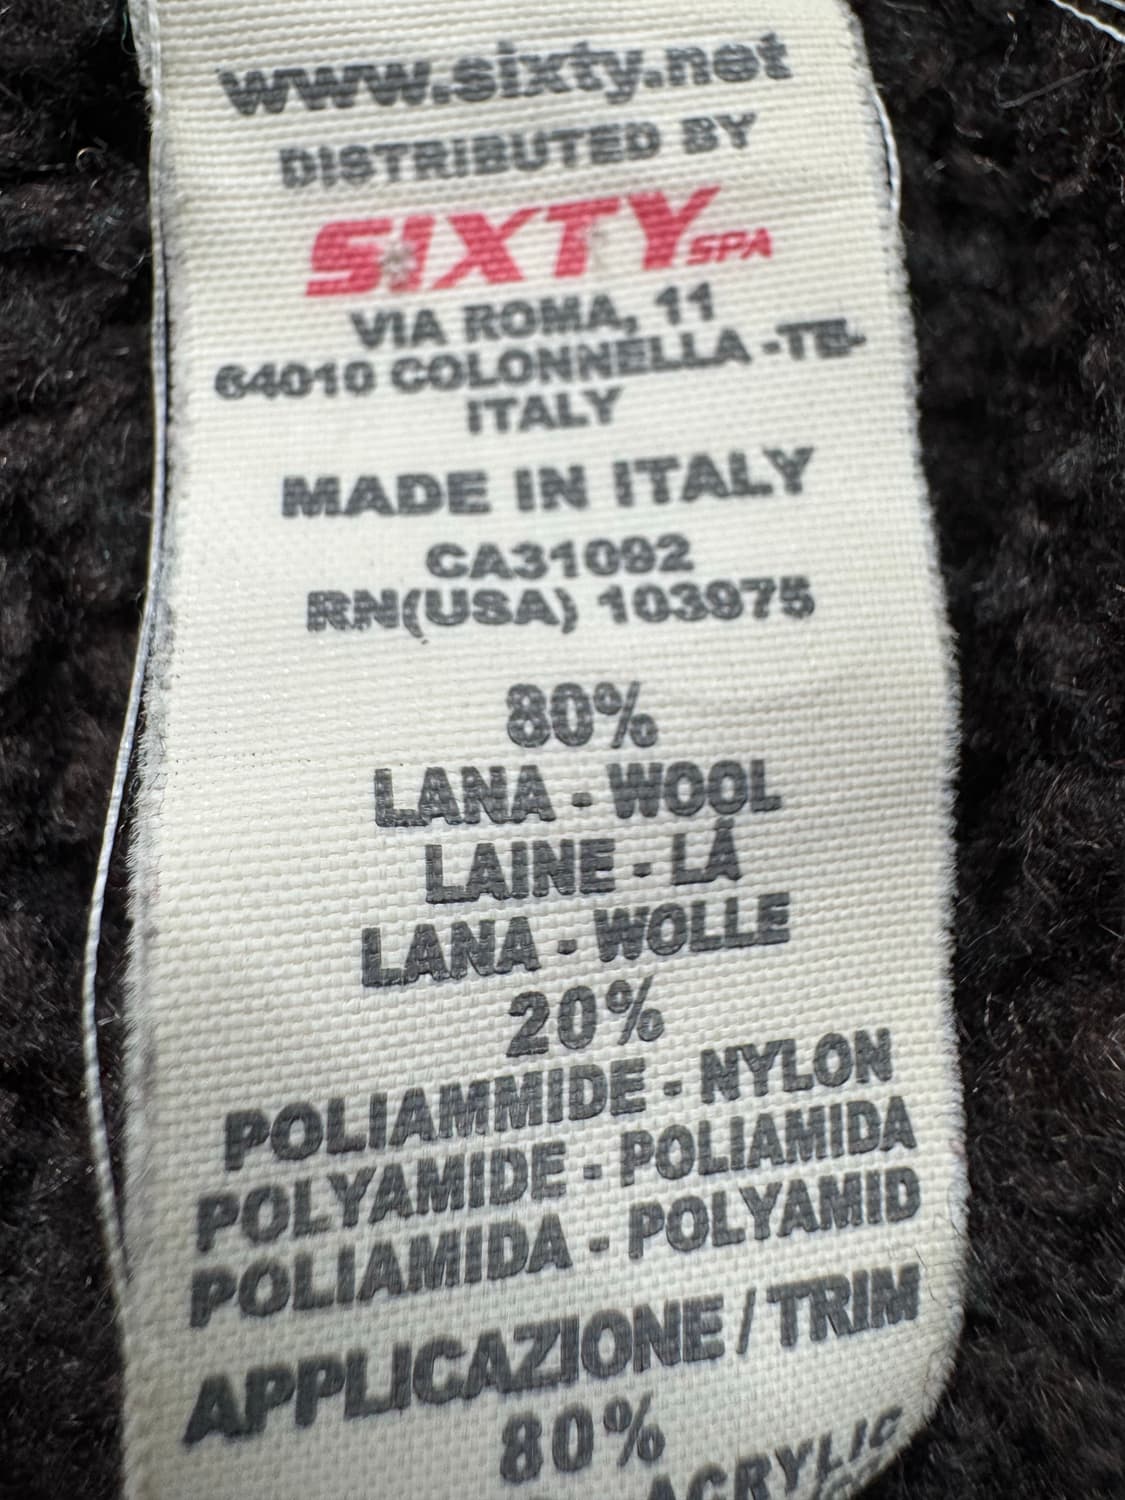 www.sixty.net
DISTRIBUTED BY
SIXTY SPA
VIA ROMA, 11
64010 COLONNELLA -TE-
ITALY
MADE IN ITALY
CA31092
RN(USA) 103975
80%
LANA - WOOL
LAINE - LÃ
LANA - WOLLE
20%
POLIAMMIDE - NYLON
POLYAMIDE - POLIAMIDA
POLIAMIDA - POLYAMID
APPLICAZIONE / TRIM
80%
ACRYLIC